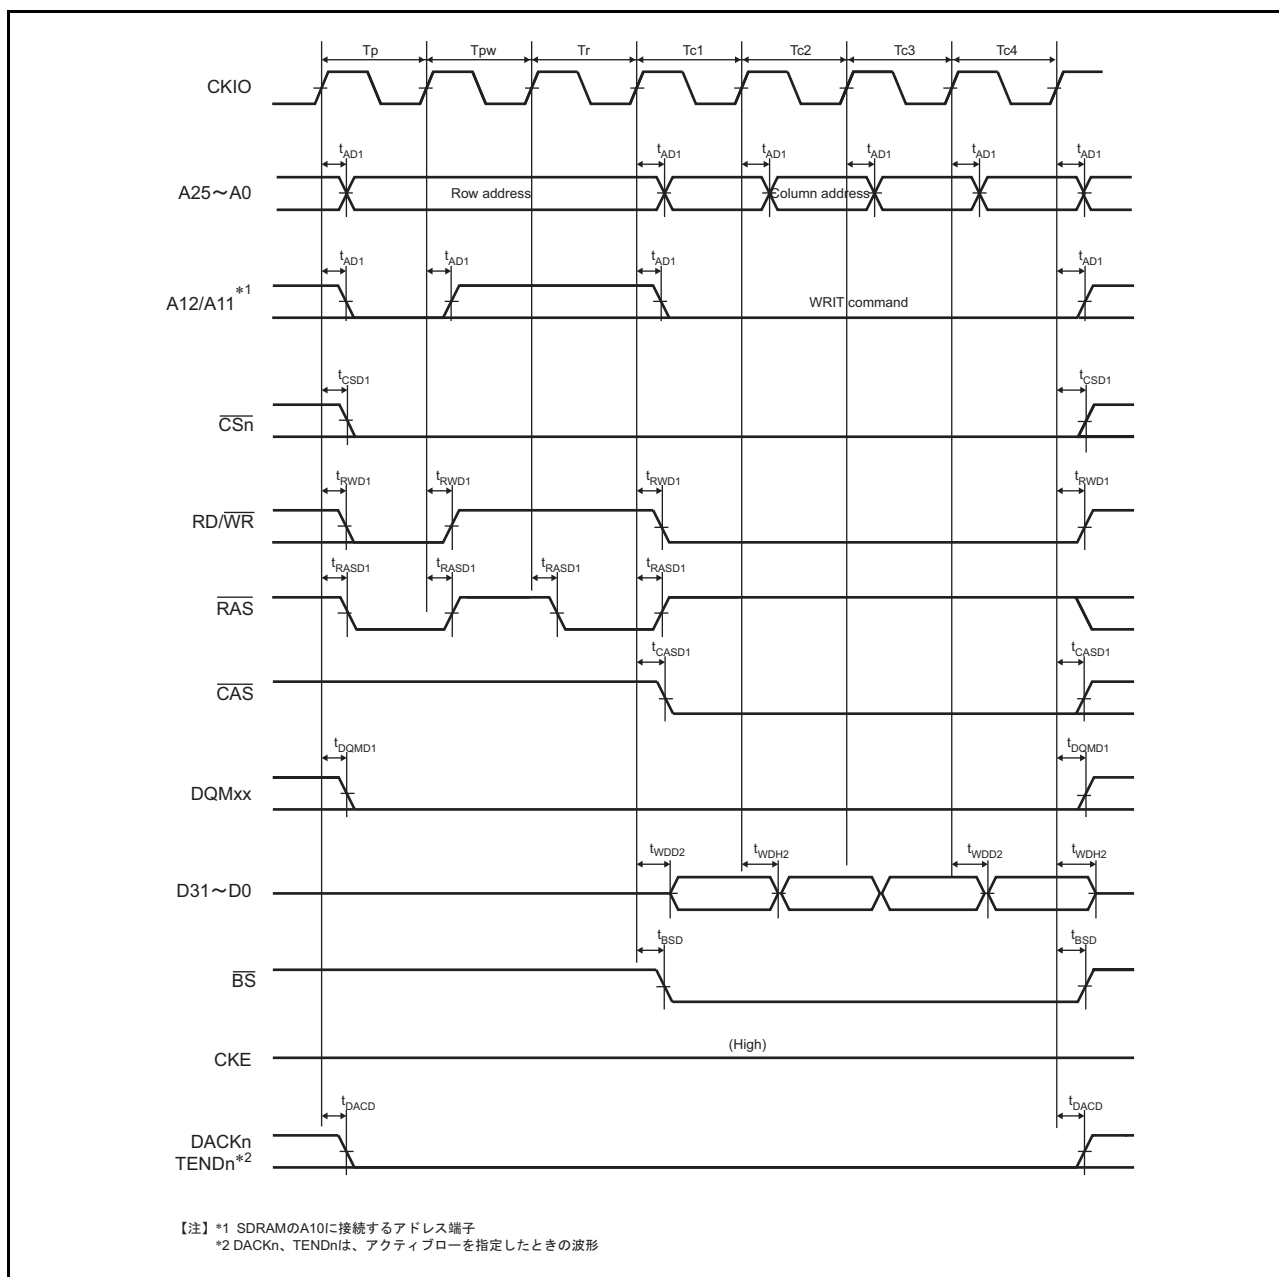 Tp Tpw Tr Tc1 Tc2 Tc3 Tc4
CKIO
tAD1 tAD1 tAD1 tAD1 tAD1 tAD1
A25～A0 Row address Column address
tAD1 tAD1 tAD1 tAD1
A12/A11*1 WRIT command
tCSD1 tCSD1
CSn
tRWD1 tRWD1 tRWD1 tRWD1
RD/WR
tRASD1 tRASD1 tRASD1 tRASD1
RAS
tCASD1 tCASD1
CAS
tDQMD1 tDQMD1
DQMxx
tWDD2 tWDH2 tWDD2 tWDH2
D31～D0
tBSD tBSD
BS
(High)
CKE
tDACD tDACD
DACKn
TENDn*2
【注】*1 SDRAMのA10に接続するアドレス端子
*2 DACKn、TENDnは、アクティブローを指定したときの波形